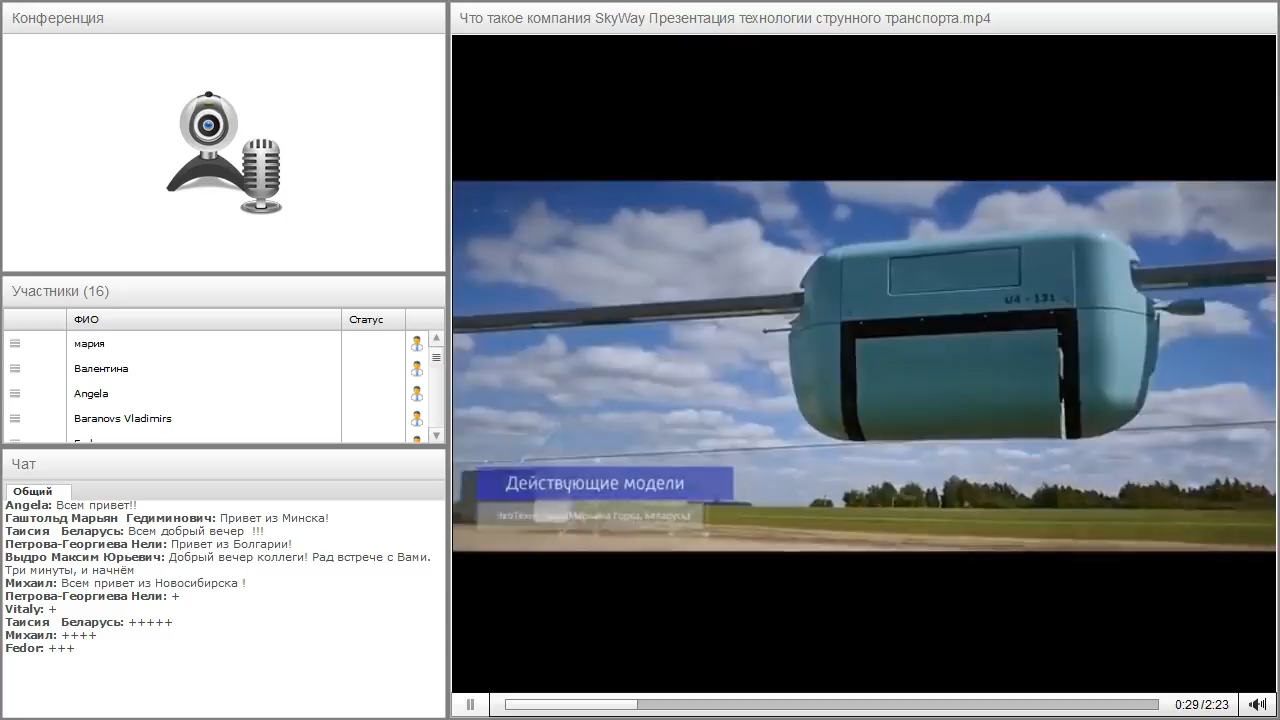 Конференция
Участники (16)
ФИО Статус
мария
Валентина
Angela
Baranovs Vladimirs
Чат
Общий
Angela: Всем привет!!
Гаштольд Марьян Гедиминович: Привет из Минска!
Таисия Беларусь: Всем добрый вечер !!!
Петрова-Георгиева Нели: Привет из Болгарии!
Выдро Максим Юрьевич: Добрый вечер коллеги! Рад встрече с Вами.
Три минуты, и начнём
Михаил: Всем привет из Новосибирска !
Петрова-Георгиева Нели: +
Vitaly: +
Таисия Беларусь: +++++
Михаил: ++++
Fedor: +++
Что такое компания SkyWay Презентация технологии струнного транспорта.mp4
U4-131
Действующие модели
Горка, Беларусь)
0:29/2:23